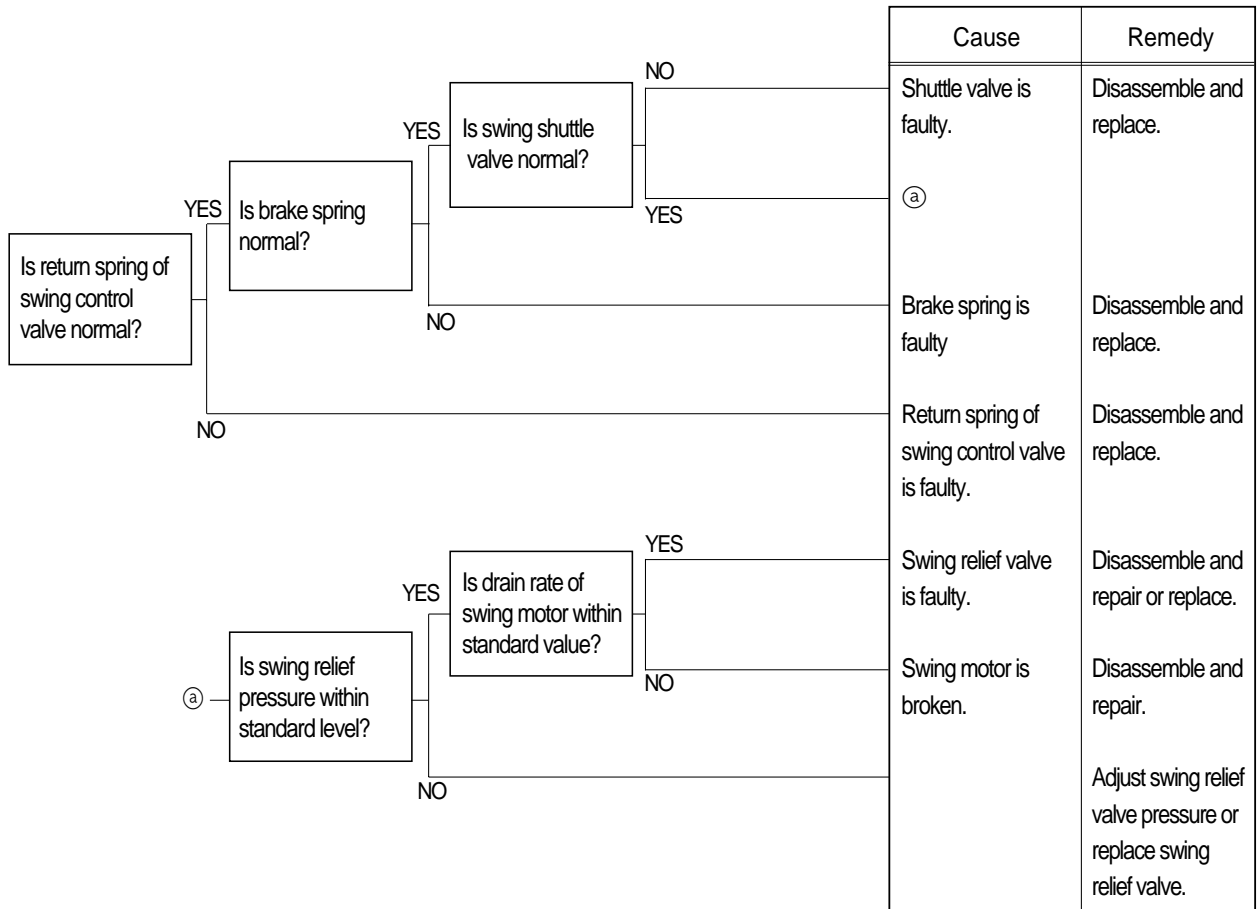 Cause
Remedy
NO
Shuttle valve is
faulty.
Disassemble and
replace.
YES
Is swing shuttle
valve normal?
YES
Is brake spring
normal?
YES
ⓐ
Is return spring of
swing control
valve normal?
NO
Brake spring is
faulty
Disassemble and
replace.
NO
Return spring of
swing control valve
is faulty.
Disassemble and
replace.
YES
Swing relief valve
is faulty.
Disassemble and
repair or replace.
YES
Is drain rate of
swing motor within
standard value?
ⓐ
Is swing relief
pressure within
standard level?
NO
Swing motor is
broken.
Disassemble and
repair.
NO
Adjust swing relief
valve pressure or
replace swing
relief valve.